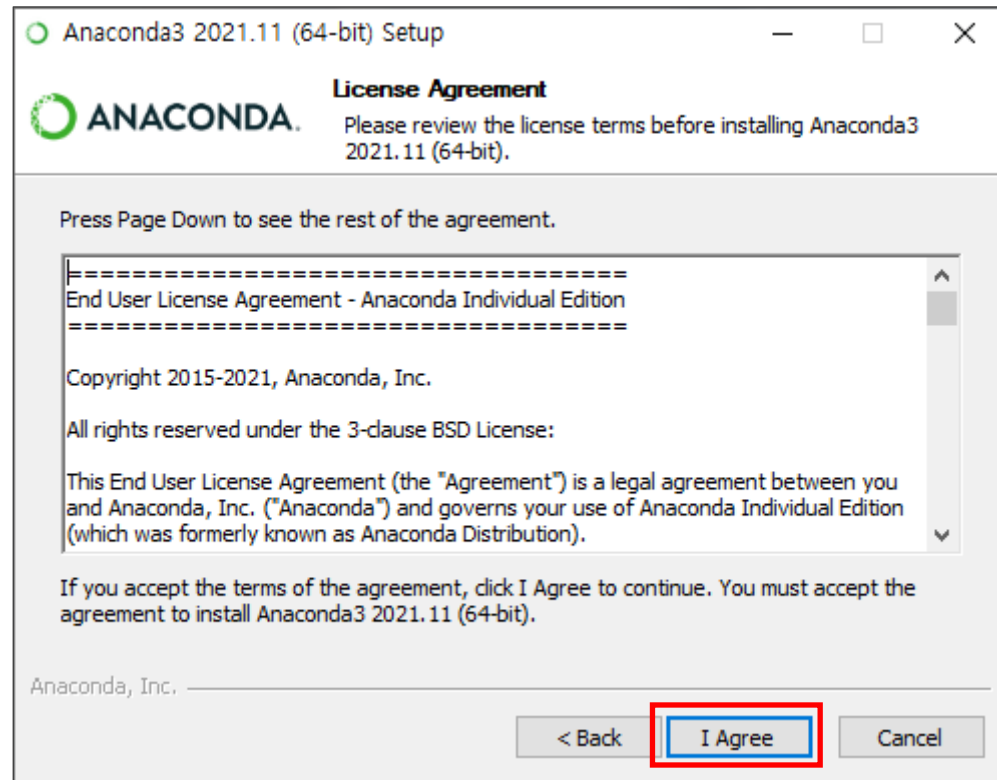 Anaconda3 2021.11 (64-bit) Setup
ANACONDA.
License Agreement
Please review the license terms before installing Anaconda3
2021.11 (64-bit).
Press Page Down to see the rest of the agreement.
===================================
End User License Agreement - Anaconda Individual Edition
===================================
Copyright 2015-2021, Anaconda, Inc.
All rights reserved under the 3-clause BSD License:
This End User License Agreement (the "Agreement") is a legal agreement between you
and Anaconda, Inc. ("Anaconda") and governs your use of Anaconda Individual Edition
(which was formerly known as Anaconda Distribution).
If you accept the terms of the agreement, click I Agree to continue. You must accept the
agreement to install Anaconda3 2021.11 (64-bit).
Anaconda, Inc.
< Back
I Agree
Cancel